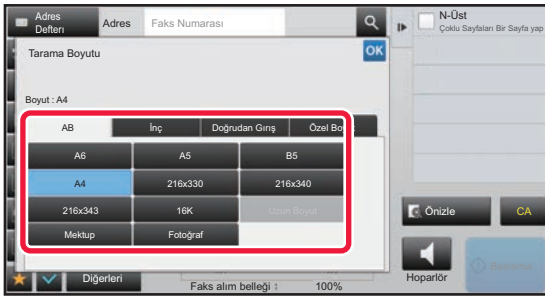 Adres Defteri
Adres
Faks Numarası
N-Üst
Çoklu Sayfaları Bir Sayfa yap
Tarama Boyutu
OK
Boyut : A4
AB
İnç
Doğrudan Giriş
Özel Bo
A6
A5
B5
A4
216x330
216x340
216x343
16K
Uzun Boyut
Mektup
Fotoğraf
Önizle
CA
Diğerleri
Faks alım belleği :
100%
Hoparlör